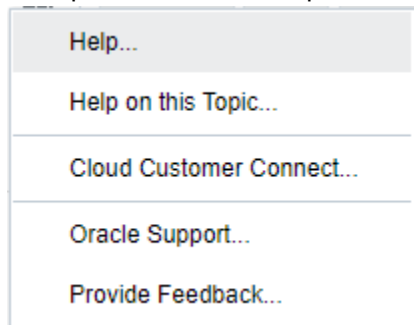 Help...
Help on this Topic...
Cloud Customer Connect...
Oracle Support...
Provide Feedback...